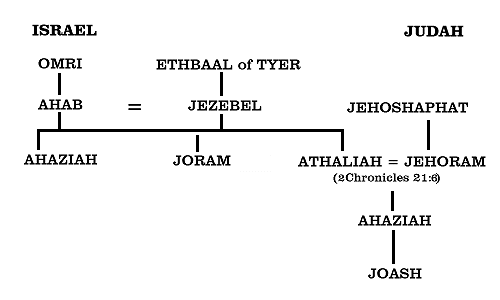 ISRAEL JUDAH
OMRI ETHBAAL of TYER
AHAB = JEZEBEL JEHOSHAPHAT
AHAZIAH JORAM ATHALIAH = JEHORAM
(2Chronicles 21:6)
AHAZIAH
JOASH